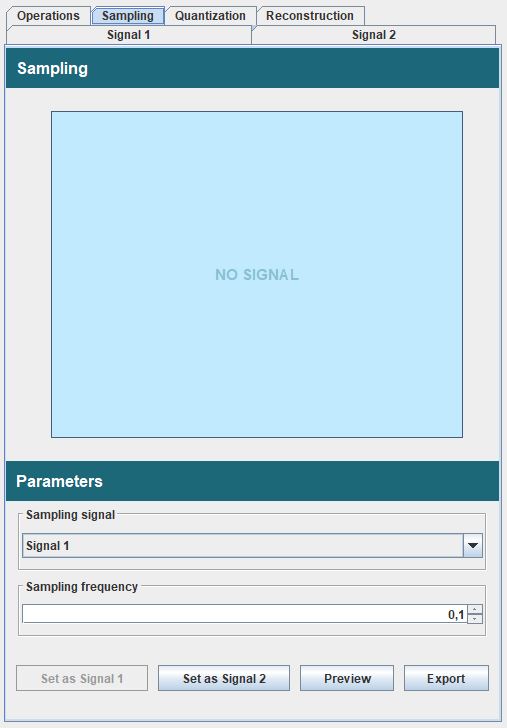 Operations Sampling Quantization Reconstruction
Signal 1 Signal 2
Sampling
NO SIGNAL
Parameters
Sampling signal
Signal 1
Sampling frequency
0,1
Set as Signal 1 Set as Signal 2 Preview Export